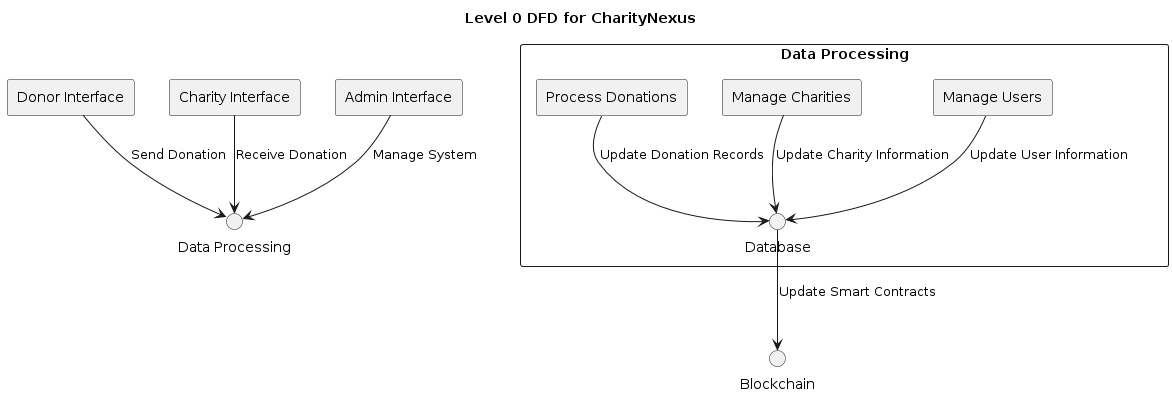 Level 0 DFD for CharityNexus
Data Processing
Donor Interface
Charity Interface
Admin Interface
Process Donations
Manage Charities
Manage Users
Send Donation
Receive Donation
Manage System
Update Donation Records
Update Charity Information
Update User Information
Data Processing
Database
Update Smart Contracts
Blockchain